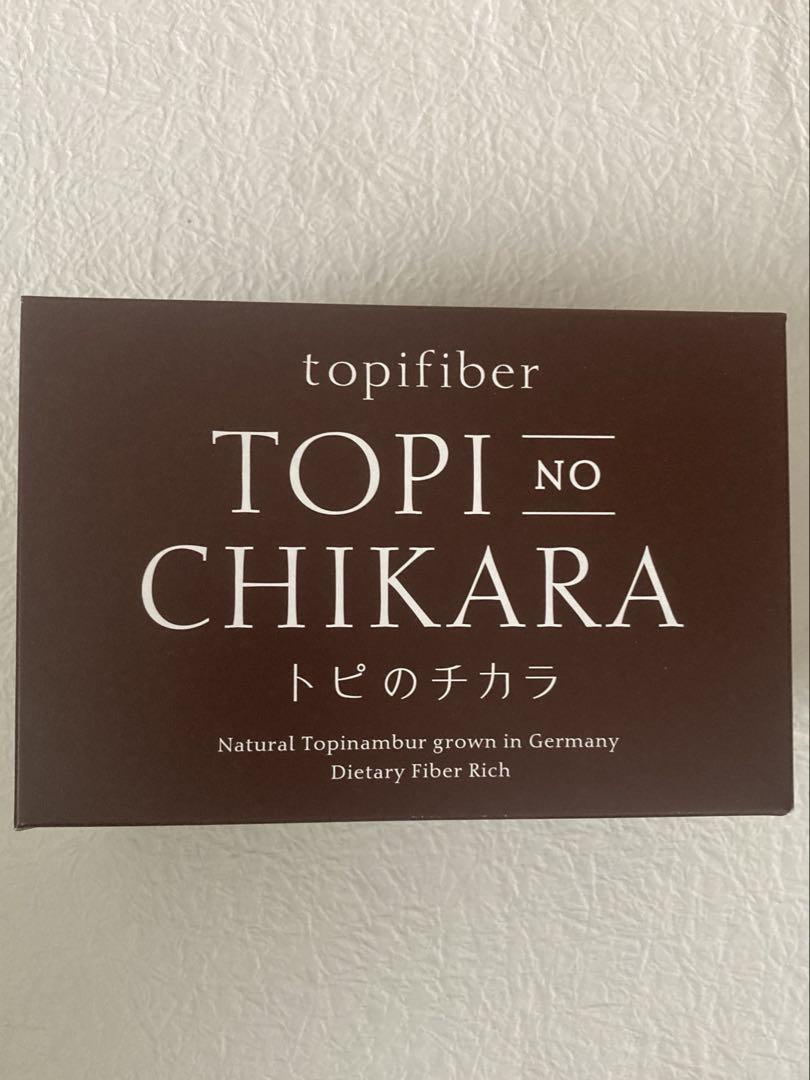 topifiber
TOPI NO
CHIKARA
トピのチカラ
Natural Topinambur grown in Germany
Dietary Fiber Rich